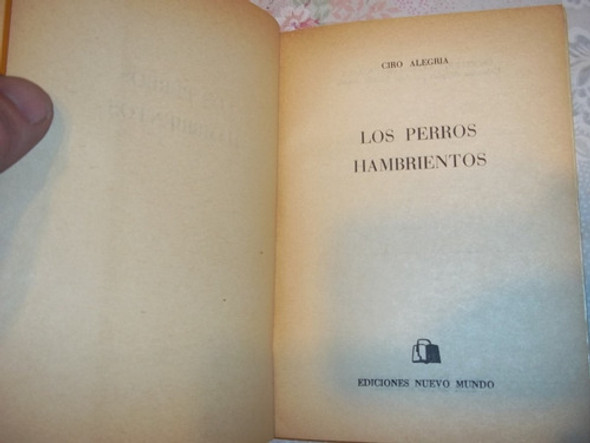 CIRO ALEGRIA
LOS PERROS
HAMBRIENTOS
EDICIONES NUEVO MUNDO